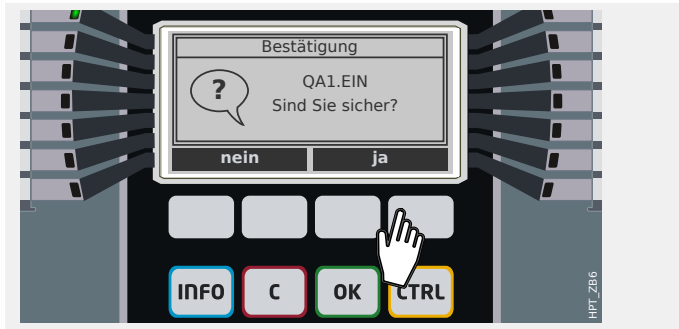 Bestätigung
?
QA1.EIN
Sind Sie sicher?
nein ja
INFO C OK CTRL
HPT_ZB6